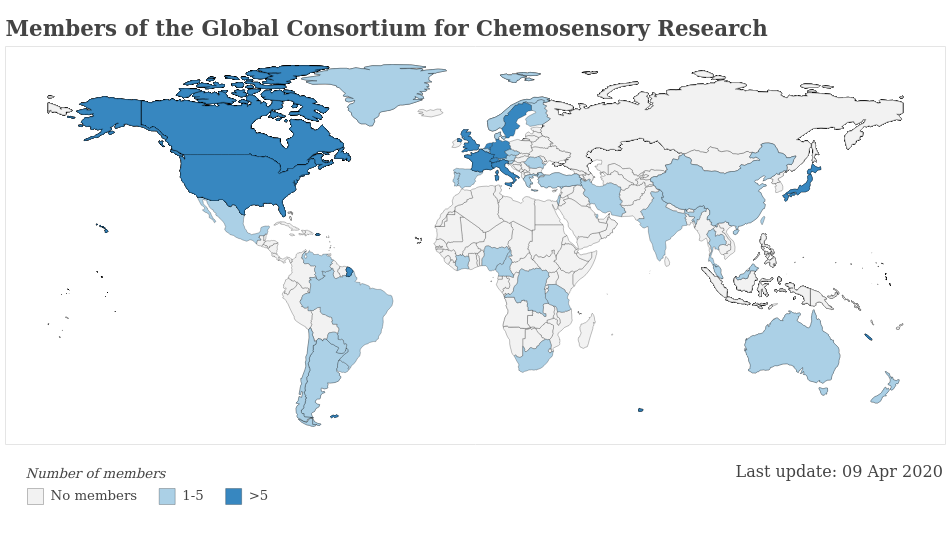 Members of the Global Consortium for Chemosensory Research
Number of members
No members
1-5
>5
Last update: 09 Apr 2020